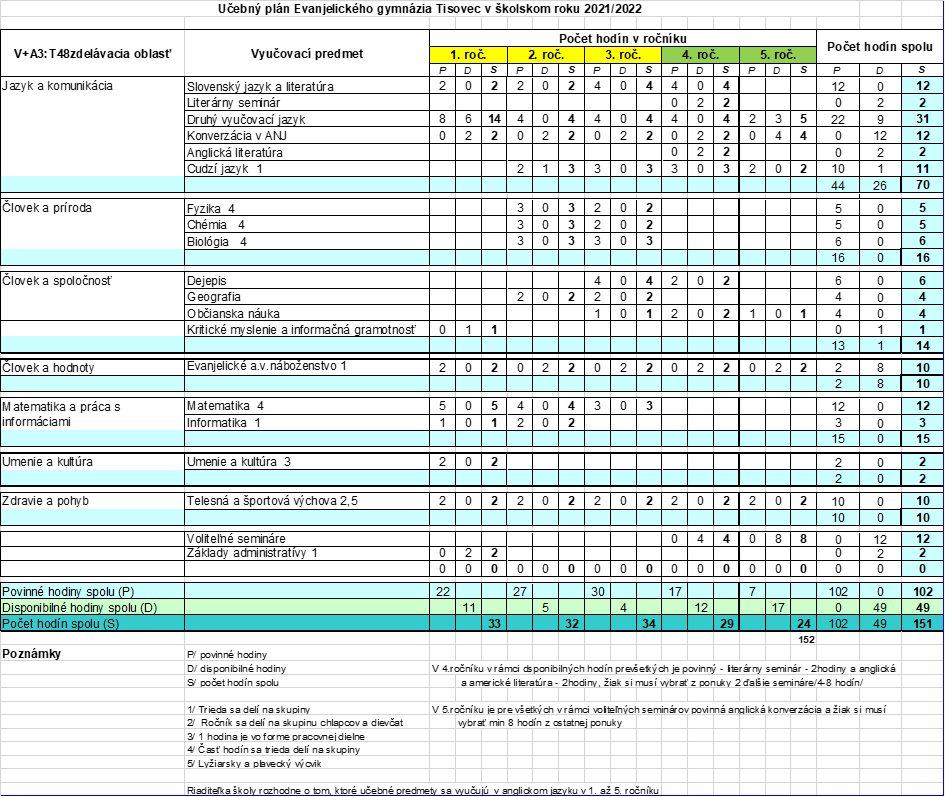 Učebný plán Evanjelického gymnázia Tisovec v školskom roku 2021/2022
V+A3:T48zdelávacia oblasť Vyučovací predmet Počet hodín v ročníku Počet hodín spolu
1. roč. 2. roč. 3. roč. 4. roč. 5. roč.
P D S P D S P D S P D S P D S P D S
Jazyk a komunikácia Slovenský jazyk a literatúra 2 0 2 2 0 2 4 0 4 4 0 4 12 0 12
Literárny seminár 0 2 2 0 2 2
Druhý vyučovací jazyk 8 6 14 4 0 4 4 0 4 4 0 4 2 3 5 22 9 31
Konverzácia v ANJ 0 2 2 0 2 2 0 2 2 0 2 2 0 4 4 0 12 12
Anglická literatúra 0 2 2 0 2 2
Cudzí jazyk 1 2 1 3 3 0 3 3 0 3 2 0 2 10 1 11
44 26 70
Človek a príroda Fyzika 4 3 0 3 2 0 2 5 0 5
Chémia 4 3 0 3 2 0 2 5 0 5
Biológia 4 3 0 3 3 0 3 6 0 6
16 0 16
Človek a spoločnosť Dejepis 4 0 4 2 0 2 6 0 6
Geografia 2 0 2 2 0 2 4 0 4
Občianska náuka 1 0 1 2 0 2 1 0 1 4 0 4
Kritické myslenie a informačná gramotnosť 0 1 1 0 1 1
13 1 14
Človek a hodnoty Evanjelické a.v.náboženstvo 1 2 0 2 0 2 2 0 2 2 0 2 2 0 2 2 2 8 10
2 8 10
Matematika a práca s informáciami Matematika 4 5 0 5 4 0 4 3 0 3 12 0 12
Informatika 1 1 0 1 2 0 2 3 0 3
15 0 15
Umenie a kultúra Umenie a kultúra 3 2 0 2 2 0 2
2 0 2
Zdravie a pohyb Telesná a športová výchova 2,5 2 0 2 2 0 2 2 0 2 2 0 2 2 0 2 10 0 10
10 0 10
Voliteľné semináre 0 4 4 0 8 8 0 12 12
Základy administratívy 1 0 2 2 0 2 2
0 0 0 0 0 0 0 0 0 0 0 0 0 0 0 0 0 0
Povinné hodiny spolu (P) 22 27 30 17 7 102 0 102
Disponibilné hodiny spolu (D) 11 5 4 12 17 0 49 49
Počet hodín spolu (S) 33 32 34 29 24 102 49 151
152
Poznámky P/ povinné hodiny
D/ disponibilné hodiny V 4.ročníku v rámci dsponibilných hodín prevšetkých je povinný - literárny seminár - 2hodiny a anglická
S/ počet hodín spolu a americké literatúra - 2hodiny, žiak si musí vybrať z ponuky 2 ďalšie semináre/4-8 hodín/
1/ Trieda sa delí na skupiny V 5.ročníku je pre všetkých v rámci voliteľných seminárov povinná anglická konverzácia a žiak si musí
2/ Ročník sa delí na skupinu chlapcov a dievčat vybrať min 8 hodín z ostatnej ponuky
3/ 1 hodina je vo forme pracovnej dielne
4/ Časť hodín sa trieda delí na skupiny
5/ Lyžiarsky a plavecký výcvik
Riaditeľka školy rozhodne o tom, ktoré učebné predmety sa vyučujú v anglickom jazyku v 1. až 5. ročníku